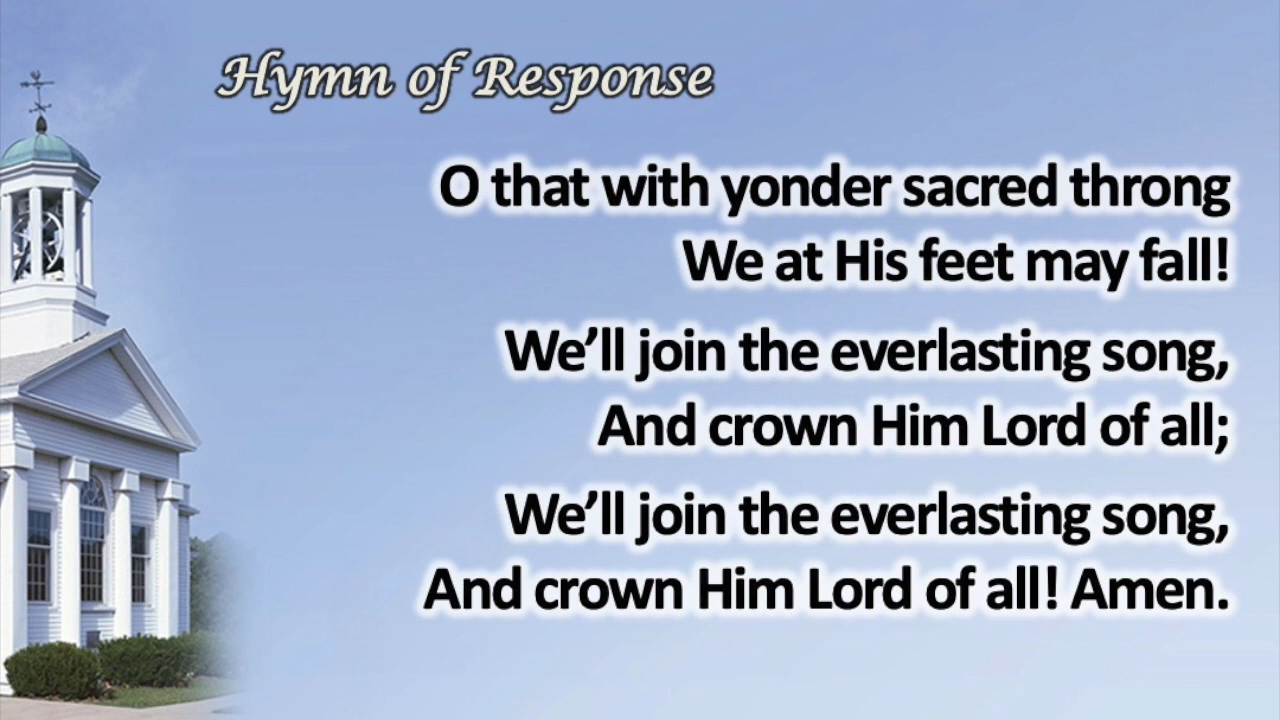 Hymn of Response
O that with yonder sacred throng
We at His feet may fall!
We’ll join the everlasting song,
And crown Him Lord of all;
We’ll join the everlasting song,
And crown Him Lord of all! Amen.